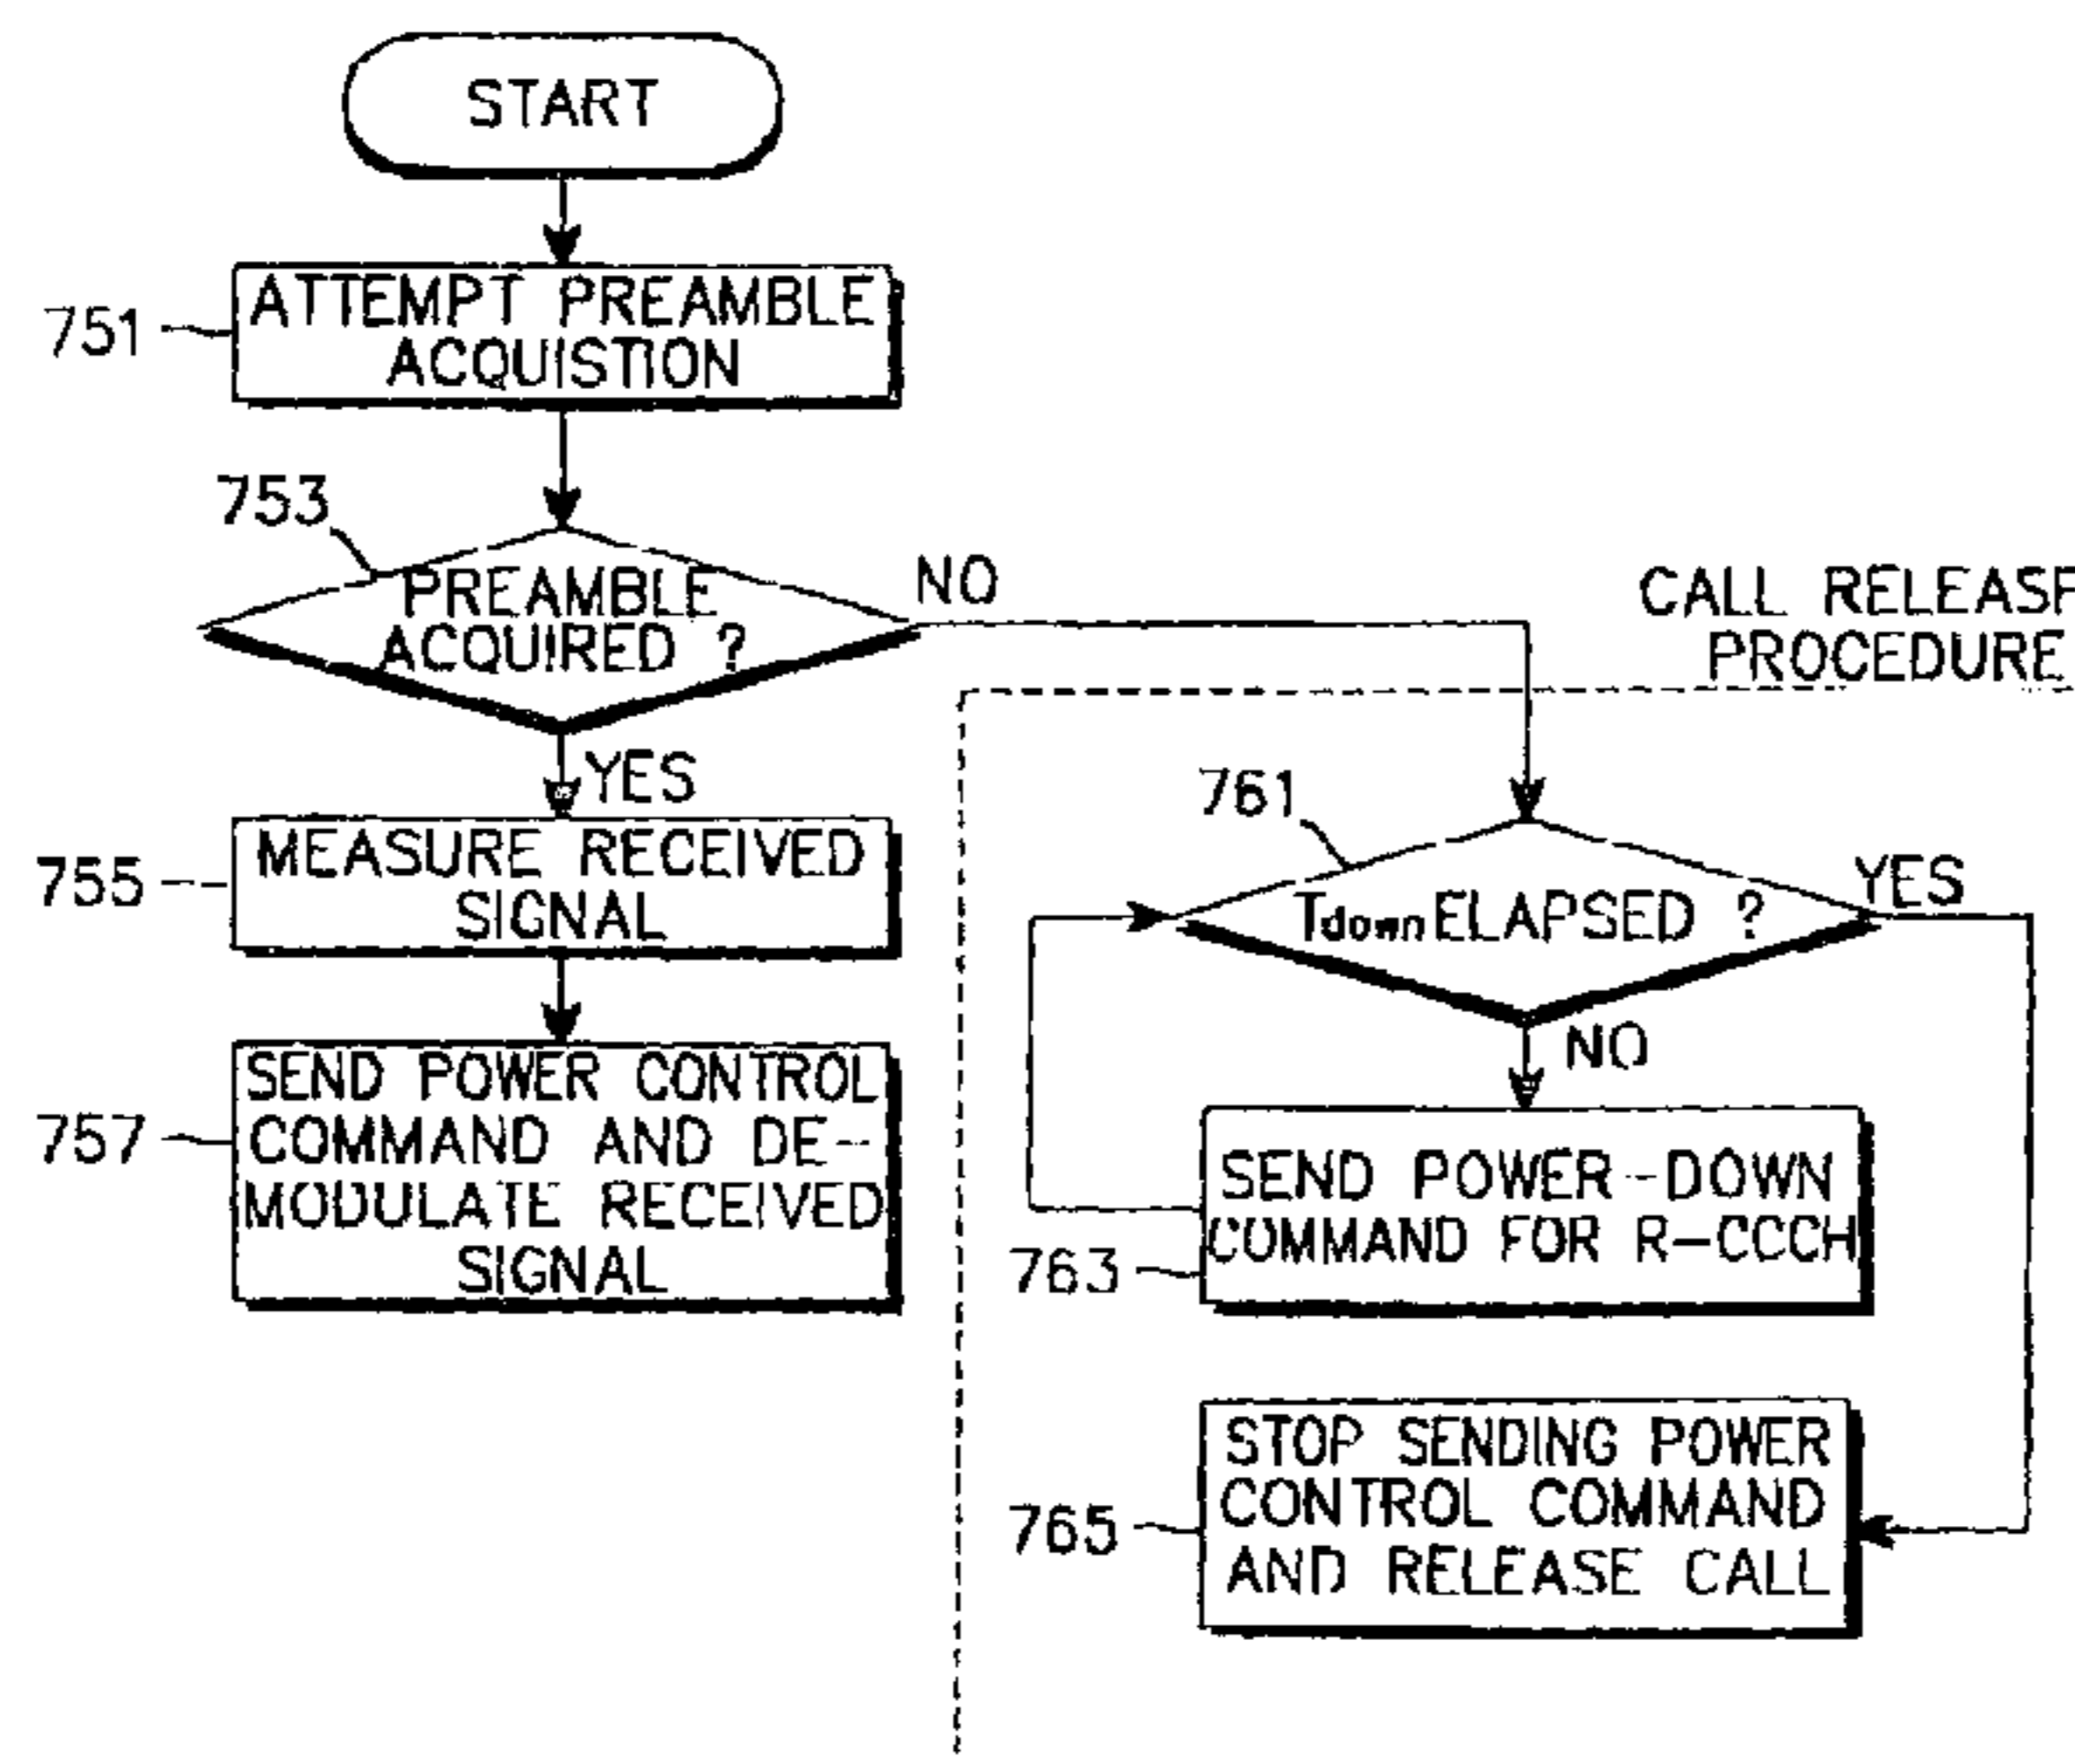 START
751
ATTEMPT PREAMBLE
ACQUISTION
753
PREAMBLE
ACQUIRED ?
NO
YES
755
MEASURE RECEIVED
SIGNAL
757
SEND POWER CONTROL
COMMAND AND DE-
MODULATE RECEIVED
SIGNAL
CALL RELEASE
PROCEDURE
761
Tdown ELAPSED ?
YES
NO
763
SEND POWER-DOWN
COMMAND FOR R-CCCH
765
STOP SENDING POWER
CONTROL COMMAND
AND RELEASE CALL